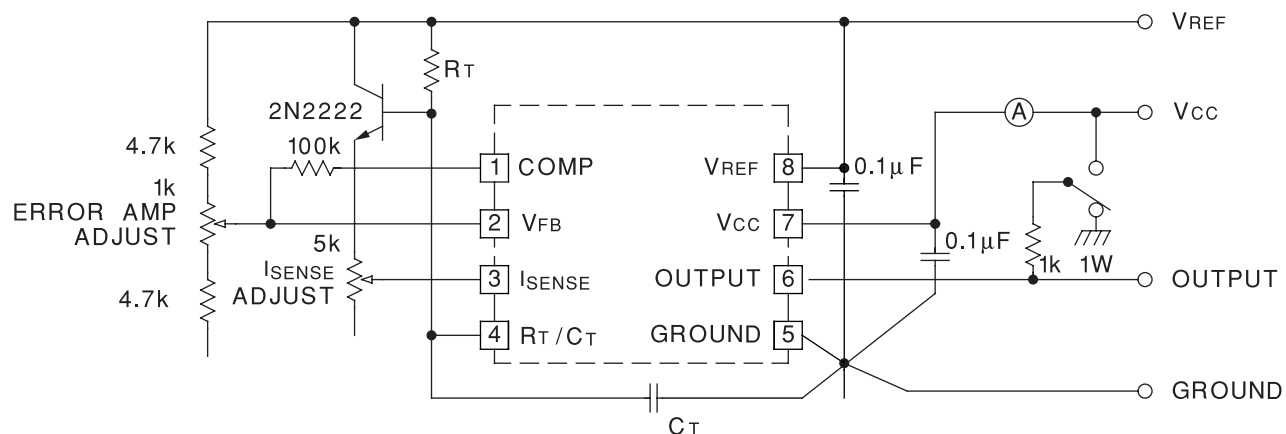 VREF
RT
A
VCC
2N2222
100k
4.7k
1 COMP
VREF 8
0.1μF
1k
ERROR AMP
ADJUST
2 VFB
VCC 7
0.1μF
5k
ISENSE
ADJUST
3 ISENSE
OUTPUT 6
1k 1W
OUTPUT
4.7k
4 RT/CT
GROUND 5
GROUND
CT